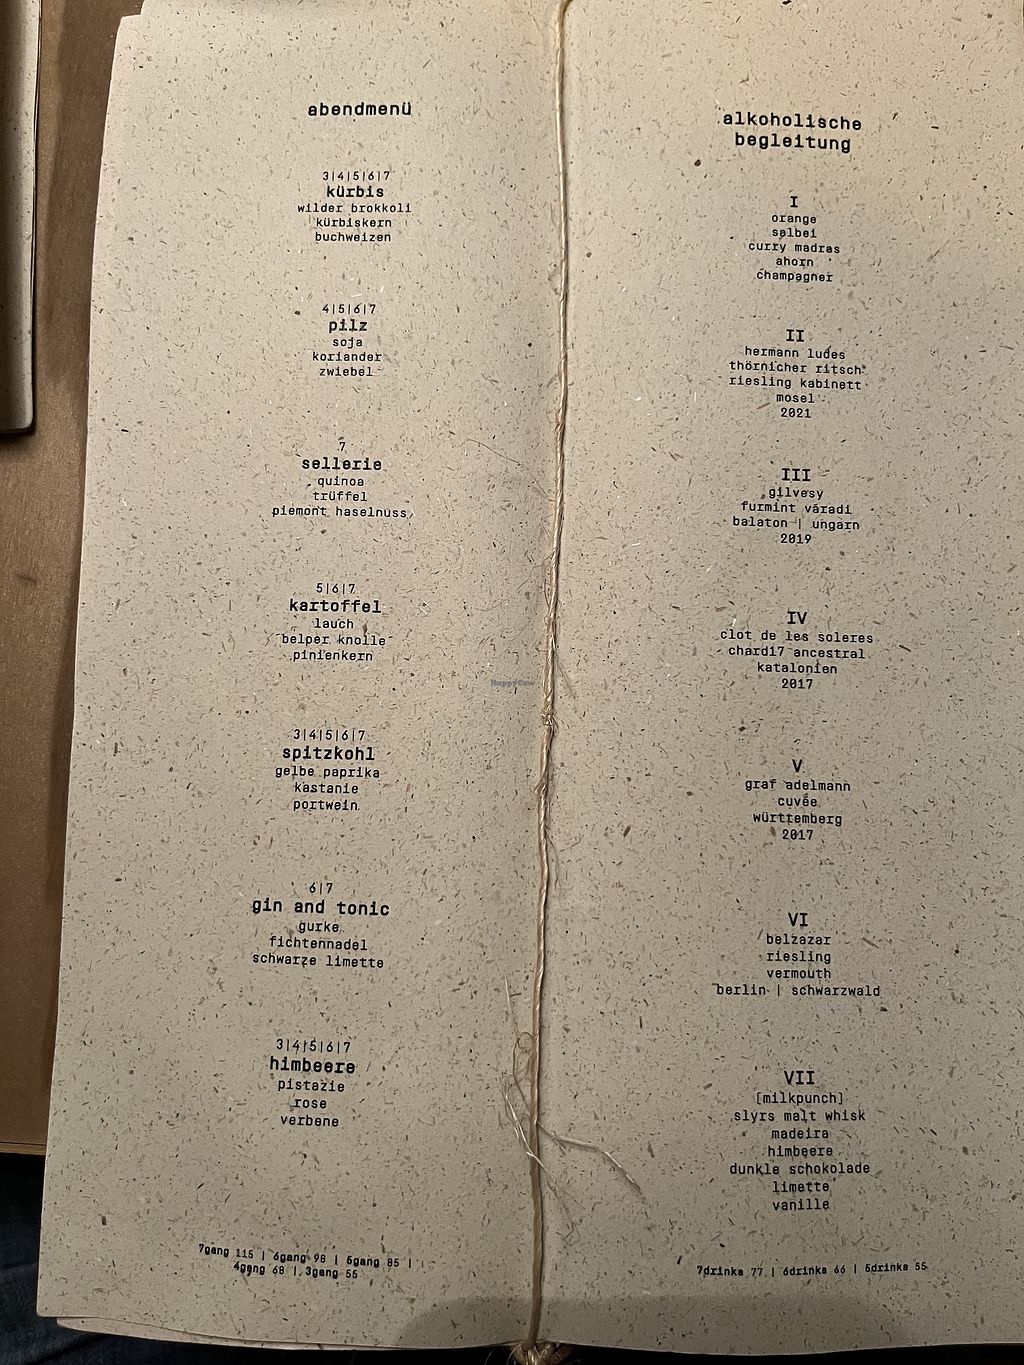 abendmenü
3|4|5|6|7
kürbis
wilder brokkoli
kürbiskern
buchweizen
4|5|6|7
pilz
soja
koriander
zwiebel
7
sellerie
quinoa
trüffel
piemont haselnuss
5|6|7
kartoffel
lauch
belper knolle
pinienkern
3|4|5|6|7
spitzkohl
gelbe paprika
kastanie
portwein
6|7
gin and tonic
gurke
fichtennadel
schwarze limette
3|4|5|6|7
himbeere
pistazie
rose
verbene
7gang 115 | 6gang 98 | 5gang 85 |
4gang 68 | 3gang 55
alkoholische
begleitung
I
orange
salbei
curry madras
ahorn
champagner
II
hermann ludes
thörnicher ritsch
riesling kabinett
mosel
2021
III
gilvesy
furmint váradi
balaton | ungarn
2019
IV
clot de les soleres
chard17 ancestral
katalonien
2017
V
graf adelmann
cuvée
württemberg
2017
VI
belzazar
riesling
vermouth
berlin | schwarzwald
VII
[milkpunch]
slyrs malt whisk
madeira
himbeere
dunkle schokolade
limette
vanille
7drinks 77 | 6drinks 66 | 5drinks 55
HappyCow